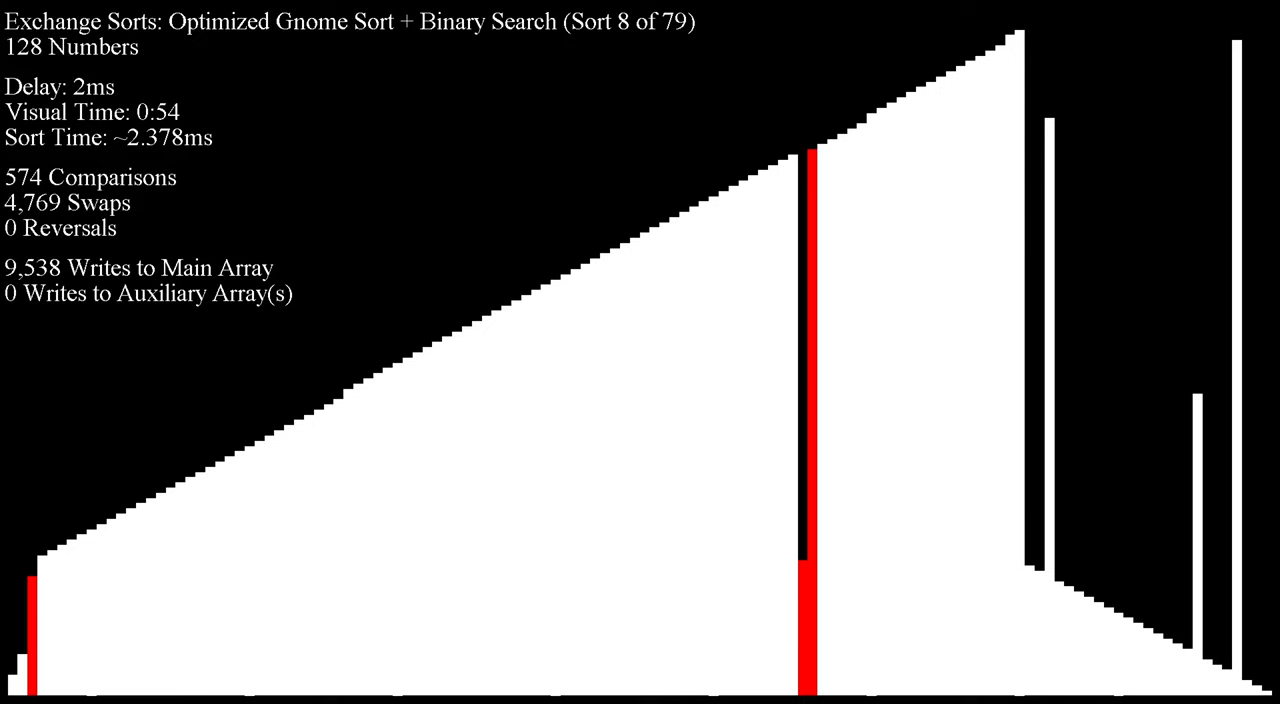 Exchange Sorts: Optimized Gnome Sort + Binary Search (Sort 8 of 79)
128 Numbers
Delay: 2ms
Visual Time: 0:54
Sort Time: ~2.378ms
574 Comparisons
4,769 Swaps
0 Reversals
9,538 Writes to Main Array
0 Writes to Auxiliary Array(s)